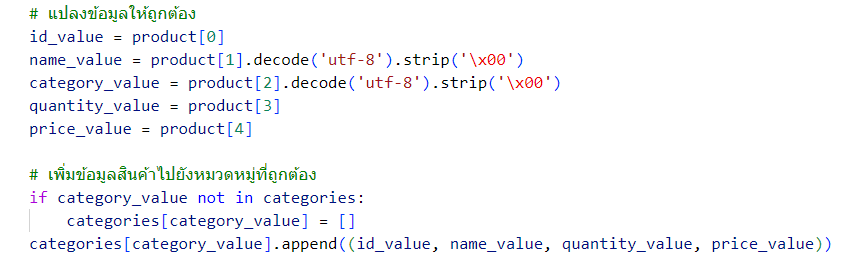 # แปลงข้อมูลให้ถูกต้อง
id_value = product[0]
name_value = product[1].decode('utf-8').strip('\x00')
category_value = product[2].decode('utf-8').strip('\x00')
quantity_value = product[3]
price_value = product[4]

# เพิ่มข้อมูลสินค้าไปยังหมวดหมู่ที่ถูกต้อง
if category_value not in categories:
    categories[category_value] = []
categories[category_value].append((id_value, name_value, quantity_value, price_value))